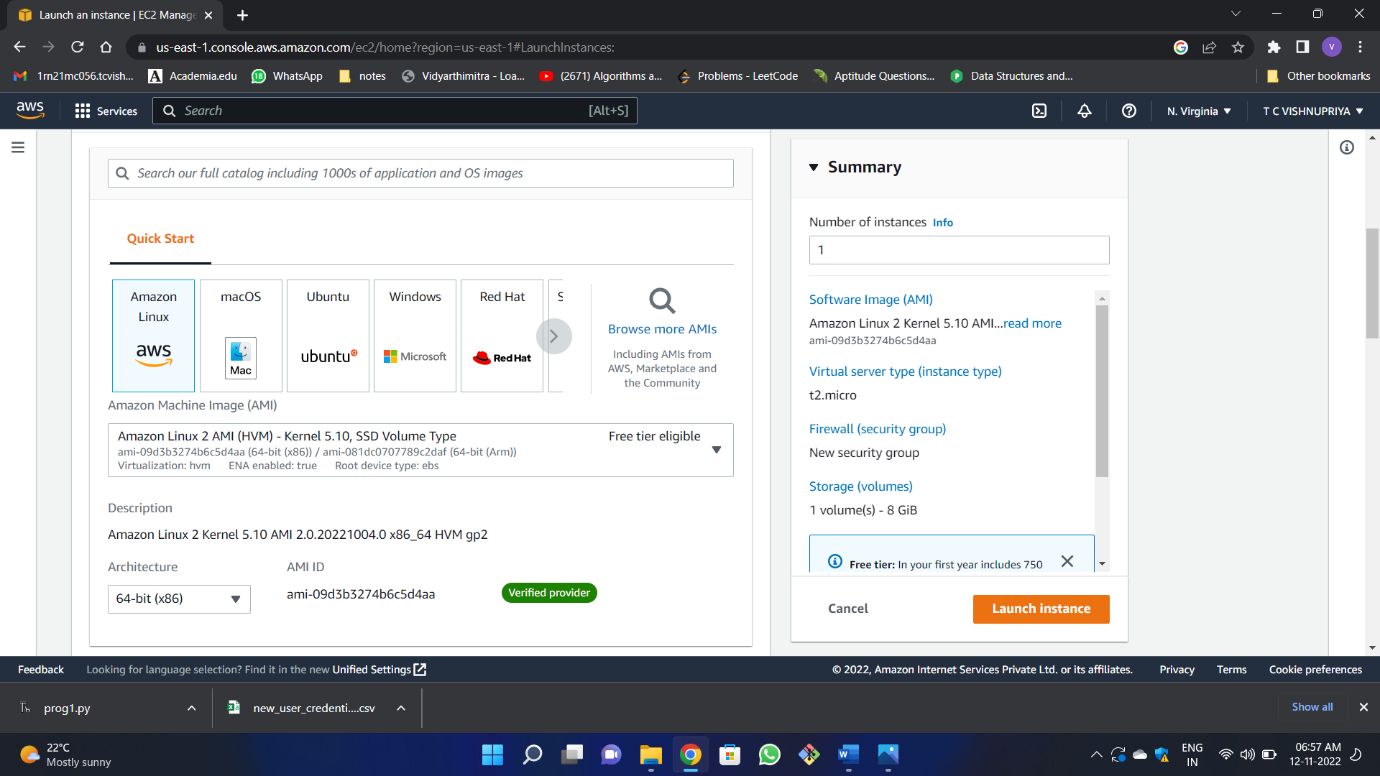 Launch an instance | EC2 Manag
us-east-1.console.aws.amazon.com/ec2/home?region=us-east-1#LaunchInstances:
1rn21mc056.tcvish...
Academia.edu
WhatsApp
notes
Vidyarthimitra - Loa...
(2671) Algorithms a...
Problems - LeetCode
Aptitude Questions...
Data Structures and...
Other bookmarks
aws
Services
Search
[Alt+S]
N. Virginia
T C VISHNUPRIYA
Search our full catalog including 1000s of application and OS images
Quick Start
Amazon
Linux
aws
macOS
Mac
Ubuntu
ubuntu
Windows
Microsoft
Red Hat
Red Hat
S
Browse more AMIs
Including AMIs from
AWS, Marketplace and
the Community
Amazon Machine Image (AMI)
Amazon Linux 2 AMI (HVM) - Kernel 5.10, SSD Volume Type
Free tier eligible
ami-09d3b3274b6c5d4aa (64-bit (x86)) / ami-081dc0707789c2daf (64-bit (Arm))
Virtualization: hvm ENA enabled: true Root device type: ebs
Description
Amazon Linux 2 Kernel 5.10 AMI 2.0.20221004.0 x86_64 HVM gp2
Architecture
AMI ID
64-bit (x86)
ami-09d3b3274b6c5d4aa
Verified provider
Summary
Number of instances Info
1
Software Image (AMI)
Amazon Linux 2 Kernel 5.10 AMI...read more
ami-09d3b3274b6c5d4aa
Virtual server type (instance type)
t2.micro
Firewall (security group)
New security group
Storage (volumes)
1 volume(s) - 8 GiB
Free tier: In your first year includes 750
Cancel
Launch instance
Feedback
Looking for language selection? Find it in the new Unified Settings
© 2022, Amazon Internet Services Private Ltd. or its affiliates.
Privacy
Terms
Cookie preferences
prog1.py
new_user_credenti....csv
Show all
22°C
Mostly sunny
ENG
IN
06:57 AM
12-11-2022